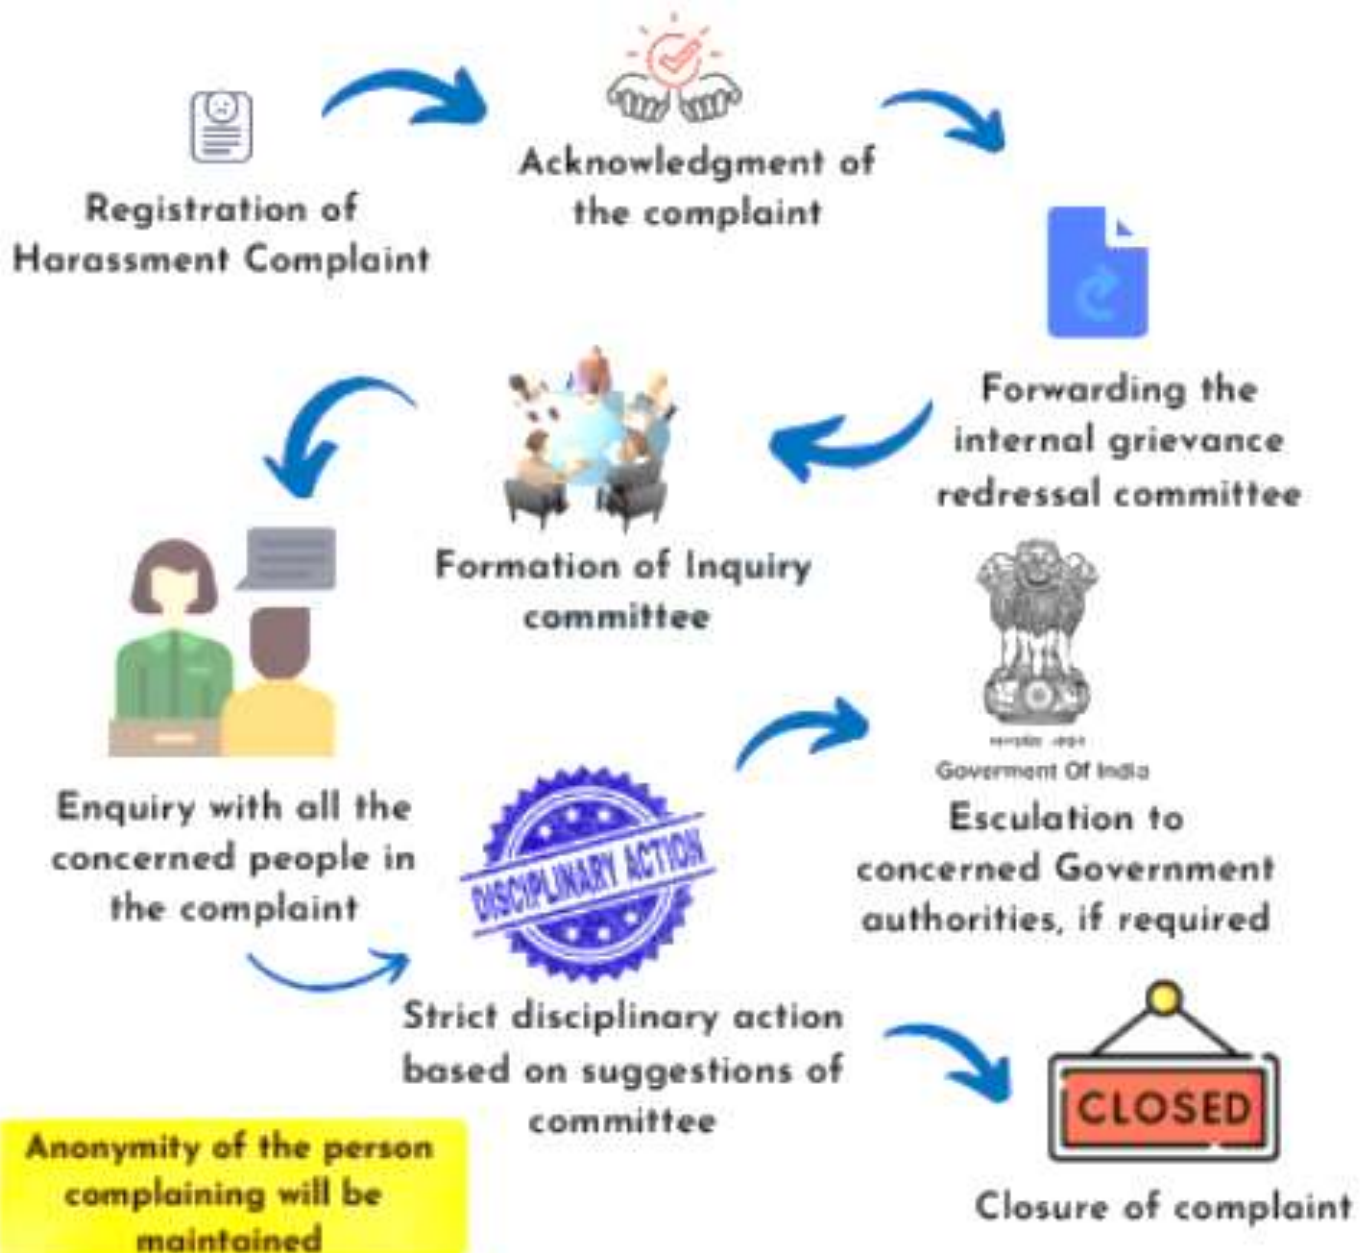 Registration of
Harassment Complaint
Acknowledgment of
the complaint
Forwarding the
internal grievance
redressal committee
Formation of Inquiry
committee
Enquiry with all the
concerned people in
the complaint
DISCIPLINARY ACTION
Strict disciplinary action
based on suggestions of
committee
Goverment Of India
Esculation to
concerned Government
authorities, if required
CLOSED
Closure of complaint
Anonymity of the person
complaining will be
maintained